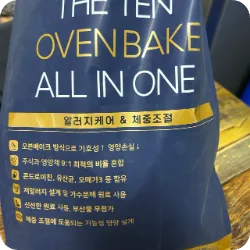 THE TEN
OVENBAKE
ALL IN ONE
알러지케어 & 체중조절
오븐베이크 방식으로 기호성↑ 영양손실↓
주식과 영양제 9:1 최적의 비율 혼합
콘드로이친, 유산균, 오메가3 등 함유
저알러지 설계 및 가수분해 원료 사용
신선한 원료 사용, 부산물 무첨가
체중 조절에 도움되는 기능성 영양 설계